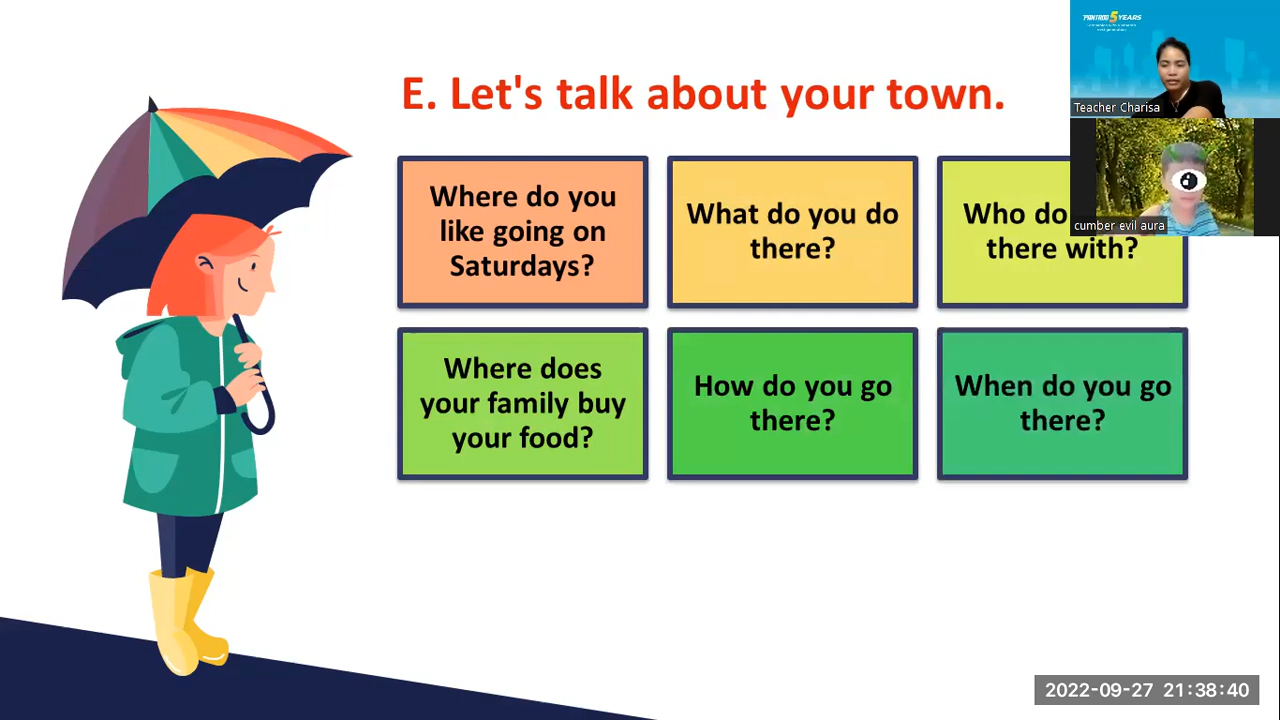 E. Let's talk about your town.
Where do you
like going on
Saturdays?
What do you do
there?
Who do
there with?
Where does
your family buy
your food?
How do you go
there?
When do you go
there?
5 YEARS
Teacher Charisa
cumber evil aura
2022-09-27 21:38:40